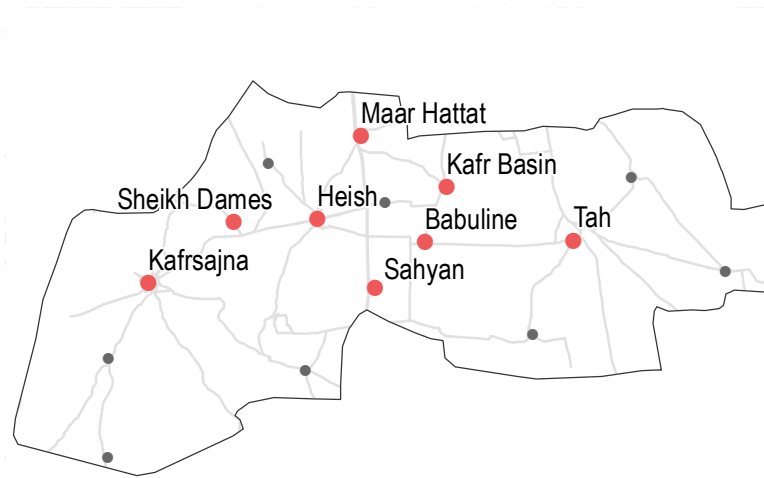 Maar Hattat
Kafr Basin
Sheikh Dames
Heish
Babuline
Tah
Kafrsajna
Sahyan